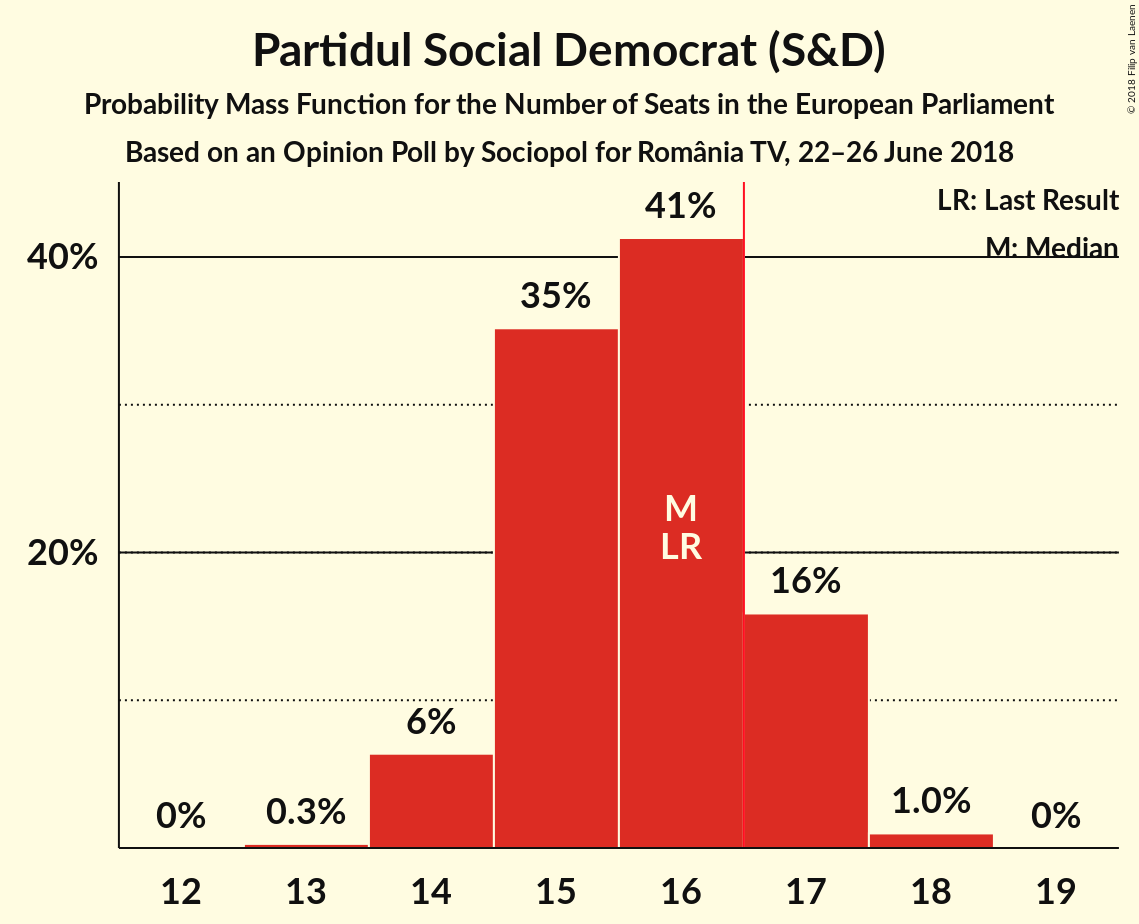 Partidul Social Democrat (S&D)
Probability Mass Function for the Number of Seats in the European Parliament
Based on an Opinion Poll by Sociopol for România TV, 22–26 June 2018
© 2018 Filip van Laenen
LR: Last Result
M: Median
40%
20%
0%
0.3%
6%
35%
41%
16%
1.0%
0%
M
LR
12 13 14 15 16 17 18 19